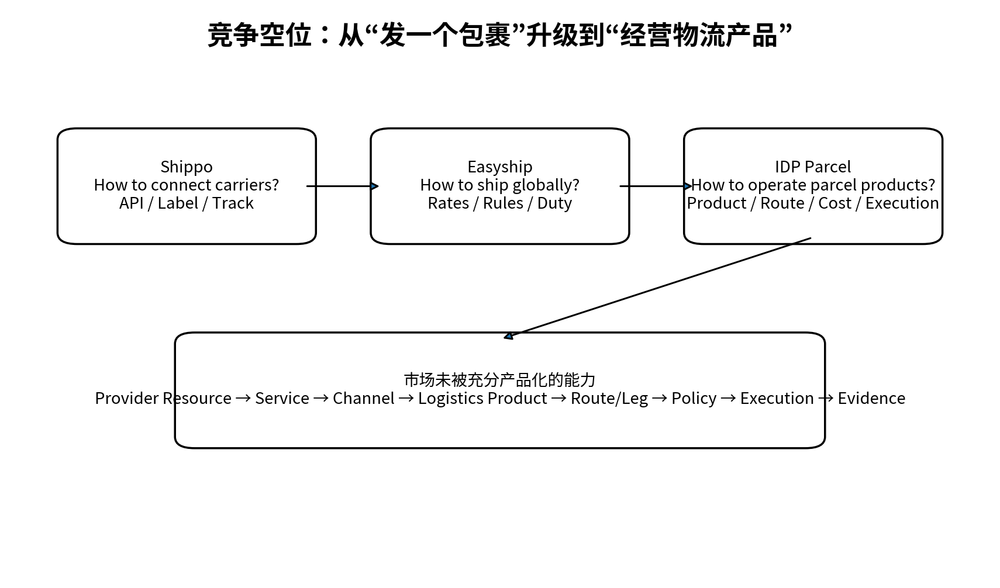 竞争空位：从“发一个包裹”升级到“经营物流产品”
Shippo
How to connect carriers?
API / Label / Track
Easyship
How to ship globally?
Rates / Rules / Duty
IDP Parcel
How to operate parcel products?
Product / Route / Cost / Execution
市场未被充分产品化的能力
Provider Resource → Service → Channel → Logistics Product → Route/Leg → Policy → Execution → Evidence